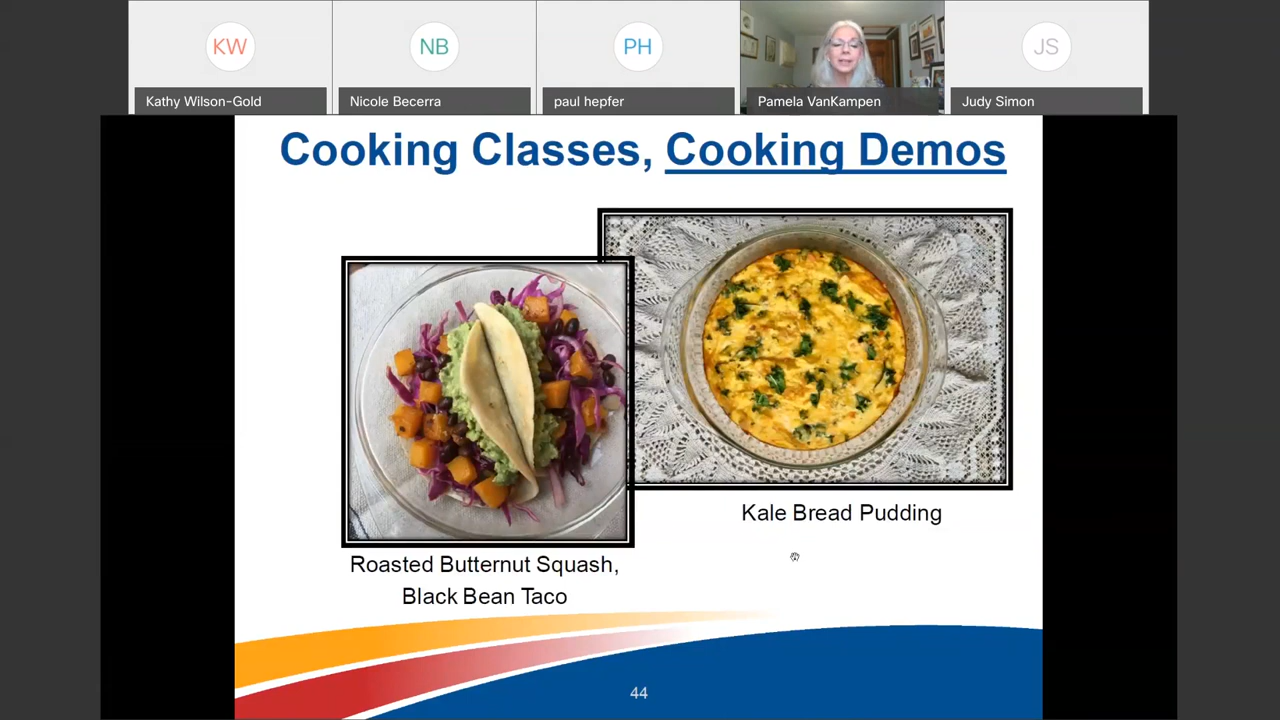 KW
NB
PH
JS
Kathy Wilson-Gold
Nicole Becerra
paul hepfer
Pamela VanKampen
Judy Simon
Cooking Classes, Cooking Demos
Kale Bread Pudding
Roasted Butternut Squash,
Black Bean Taco
44